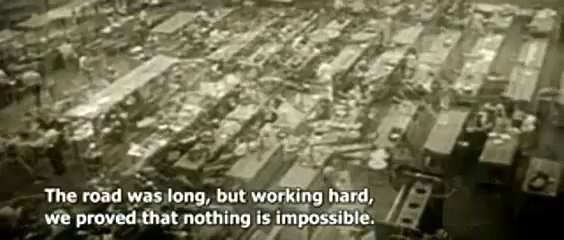 The road was long, but working hard,
we proved that nothing is impossible.